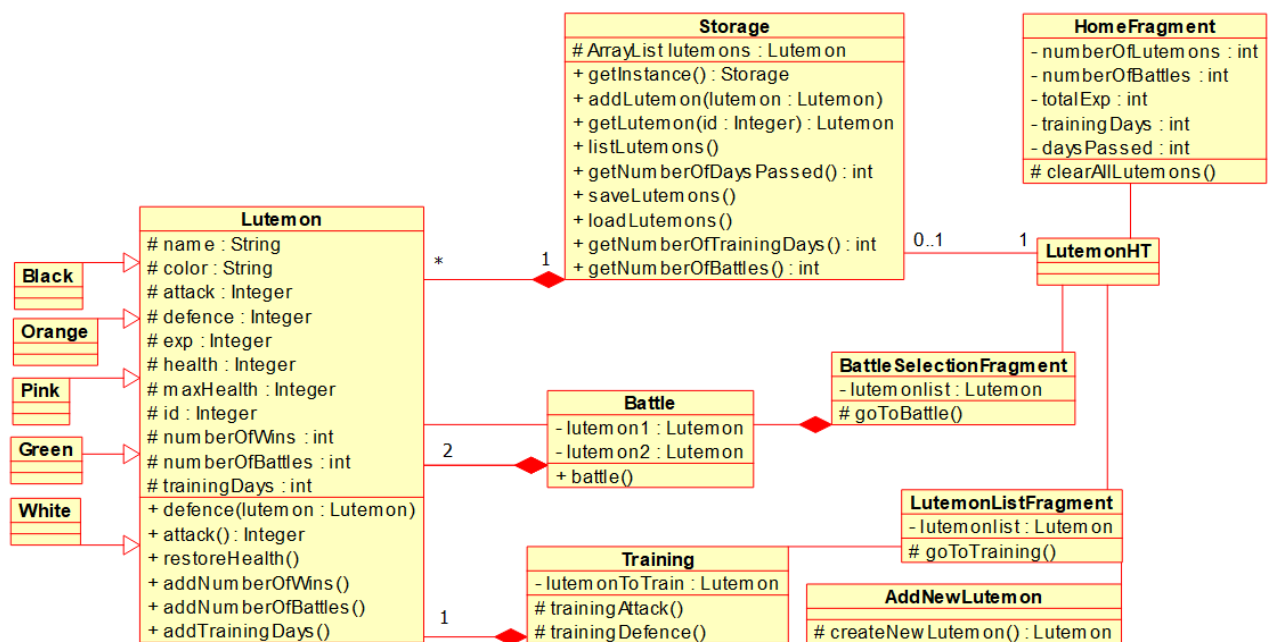 Storage
# ArrayList lutemons : Lutemon
+ getInstance() : Storage
+ addLutemon(lutemon : Lutemon)
+ getLutemon(id : Integer) : Lutemon
+ listLutemons()
+ getNumberOfDaysPassed() : int
+ saveLutemons()
+ loadLutemons()
+ getNumberOfTrainingDays() : int
+ getNumberOfBattles() : int
HomeFragment
- numberOfLutemons : int
- numberOfBattles : int
- totalExp : int
- trainingDays : int
- daysPassed : int
# clearAllLutemons()
0..1
1
LutemonHT
*
1
Lutemon
# name : String
# color : String
# attack : Integer
# defence : Integer
# exp : Integer
# health : Integer
# maxHealth : Integer
# id : Integer
# numberOfWins : int
# numberOfBattles : int
# trainingDays : int
+ defence(lutemon : Lutemon)
+ attack() : Integer
+ restoreHealth()
+ addNumberOfWins()
+ addNumberOfBattles()
+ addTrainingDays()
Black
Orange
Pink
Green
White
BattleSelectionFragment
- lutemonlist : Lutemon
# goToBattle()
Battle
- lutemon1 : Lutemon
- lutemon2 : Lutemon
+ battle()
2
LutemonListFragment
- lutemonlist : Lutemon
# goToTraining()
Training
- lutemonToTrain : Lutemon
# trainingAttack()
# trainingDefence()
1
AddNewLutemon
# createNewLutemon() : Lutemon